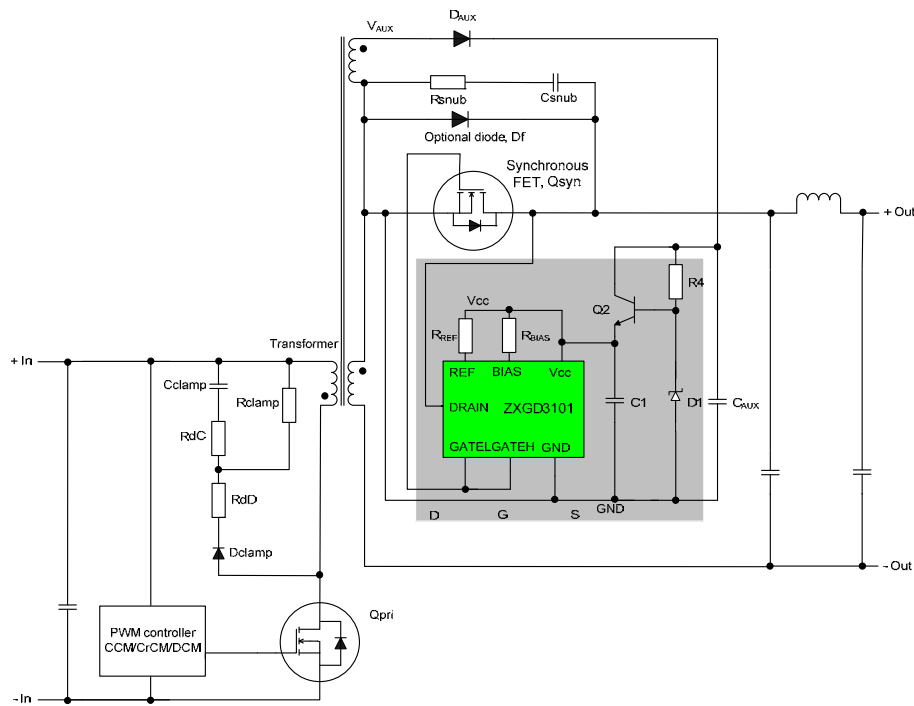 DAUX
VAUX
Rsnub
Csnub
Optional diode, Df
Synchronous
FET, Qsyn
+ Out
R4
Q2
Vcc
RREF
RBIAS
Transformer
+ In
REF
BIAS
Vcc
Cclamp
Rclamp
DRAIN
ZXGD3101
C1
D1
CAUX
RdC
GATEL
GATEH
GND
RdD
GND
D
G
S
Dclamp
- Out
Qpri
PWM controller
CCM/CrCM/DCM
- In